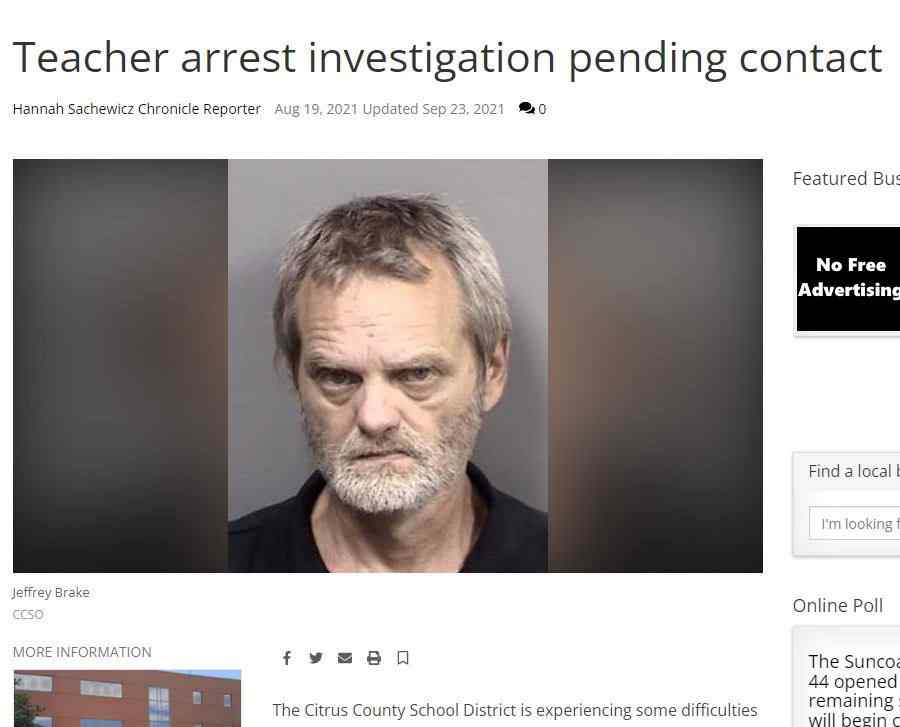 Teacher arrest investigation pending contact
Hannah Sachewicz Chronicle Reporter Aug 19, 2021 Updated Sep 23, 2021 0
Jeffrey Brake
CCSO
MORE INFORMATION
The Citrus County School District is experiencing some difficulties
Featured
No Free
Advertising
Find a local
I'm looking
Online Poll
The
44 opened
remaining
will begin